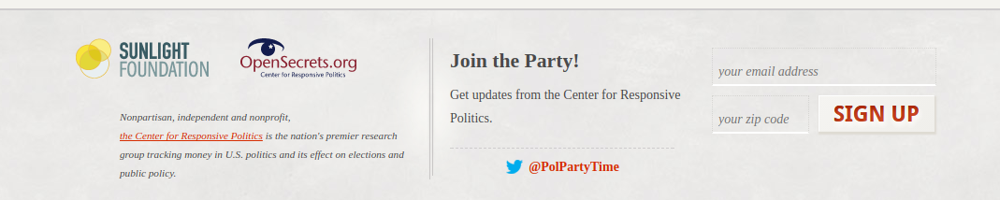 SUNLIGHT
FOUNDATION
OpenSecrets.org
Center for Responsive Politics
Nonpartisan, independent and nonprofit,
the Center for Responsive Politics is the nation's premier research
group tracking money in U.S. politics and its effect on elections and
public policy.
Join the Party!
Get updates from the Center for Responsive
Politics.
@PolPartyTime
your email address
your zip code
SIGN UP